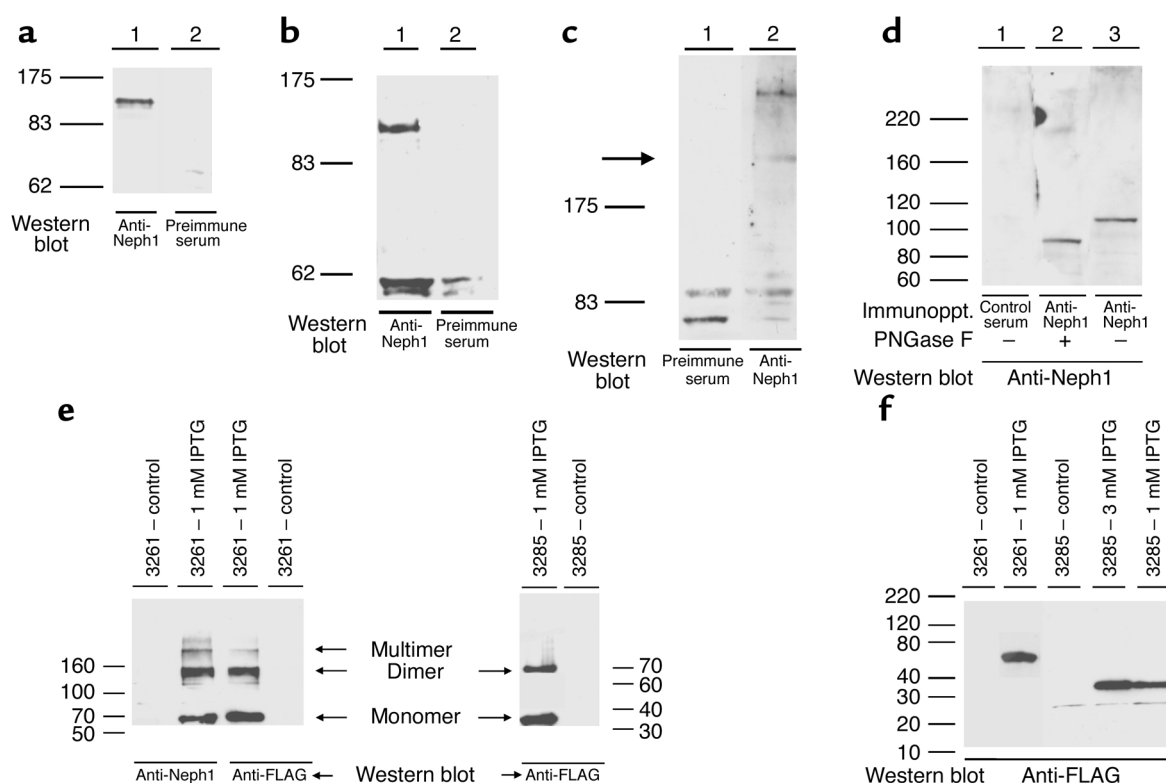 a
1 2
175
83
62
Western blot
Anti-Neph1
Preimmune serum
b
1 2
175
83
62
Western blot
Anti-Neph1
Preimmune serum
c
1 2
175
83
Western blot
Preimmune serum
Anti-Neph1
d
1 2 3
220
160
120
100
80
60
Immunoppt. Control serum Anti-Neph1 Anti-Neph1
PNGase F – + –
Western blot Anti-Neph1
e
3261 – control
3261 – 1 mM IPTG
3261 – 1 mM IPTG
3261 – control
3285 – 1 mM IPTG
3285 – control
160
100
70
50
Multimer
Dimer
Monomer
70
60
40
30
Anti-Neph1 Anti-FLAG Western blot Anti-FLAG
f
3261 – control
3261 – 1 mM IPTG
3285 – control
3285 – 3 mM IPTG
3285 – 1 mM IPTG
220
120
80
40
30
20
10
Western blot Anti-FLAG